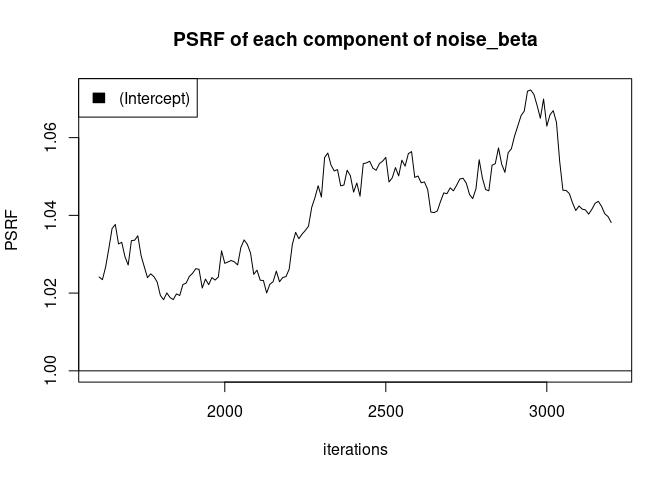 PSRF of each component of noise_beta
(Intercept)
1.06
1.04
1.02
1.00
PSRF
2000 2500 3000
iterations